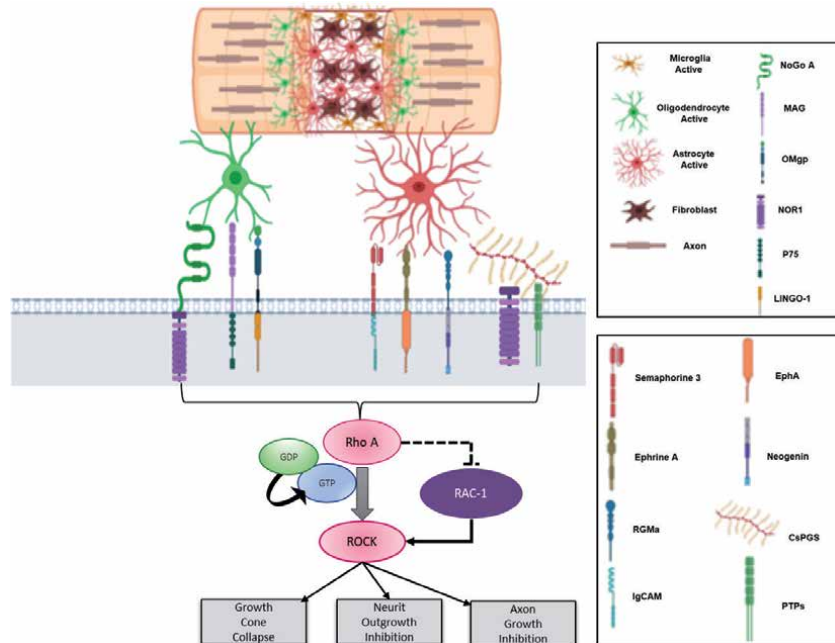 Microglia
Active
NoGo A
Oligodendrocyte
Active
MAG
Astrocyte
Active
OMgp
Fibroblast
NOR1
Axon
P75
LINGO-1
Semaphorine 3
EphA
Ephrine A
Neogenin
RGMa
CsPGS
IgCAM
PTPs
Rho A
GDP
GTP
RAC-1
ROCK
Growth
Cone
Collapse
Neurit
Outgrowth
Inhibition
Axon
Growth
Inhibition